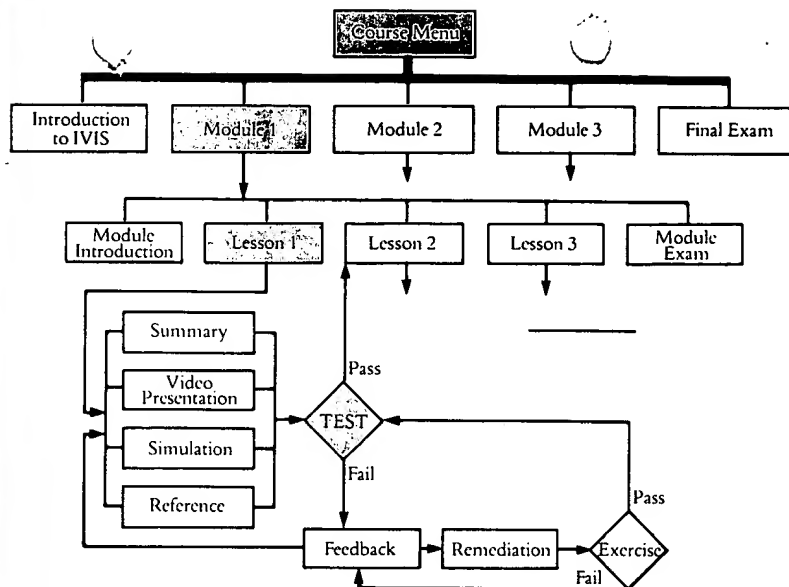 Course Menu
Introduction
to IVIS
Module 1
Module 2
Module 3
Final Exam
Module
Introduction
Lesson 1
Lesson 2
Lesson 3
Module
Exam
Summary
Video
Presentation
Simulation
Reference
Pass
TEST
Fail
Pass
Feedback
Remediation
Exercise
Fail